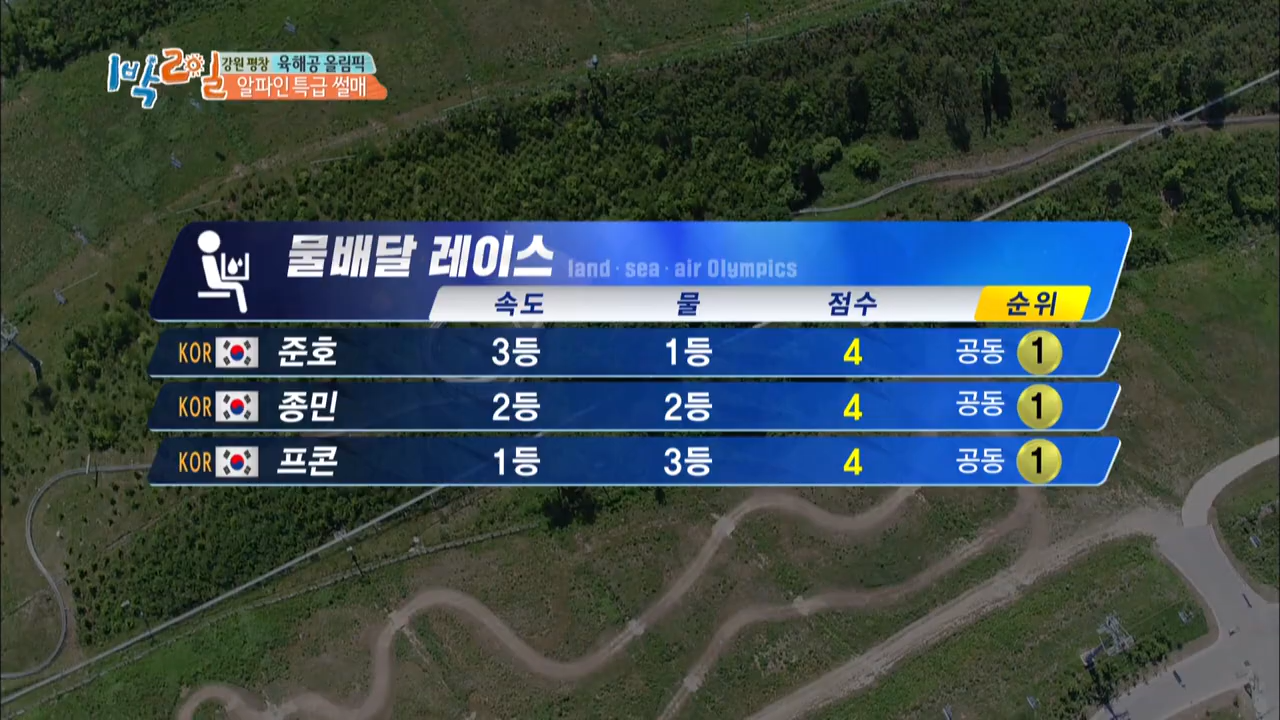 1박2일 강원 평창 육해공 올림픽
알파인 특급 썰매
물배달 레이스 land · sea · air Olympics
속도 물 점수 순위
KOR 준호 3등 1등 4 공동 1
KOR 종민 2등 2등 4 공동 1
KOR 프콘 1등 3등 4 공동 1